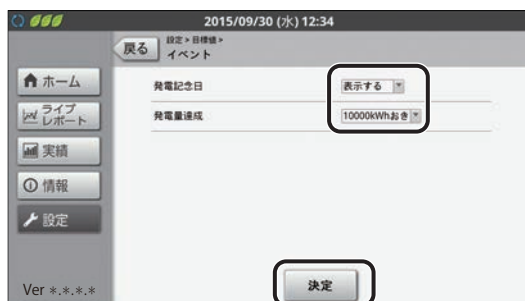 2015/09/30 (水) 12:34
戻る
設定>目標値>
イベント
ホーム
ライブ
レポート
実績
情報
設定
Ver *.*.*.*
発電記念日
表示する
発電量達成
10000kWhおき
決定